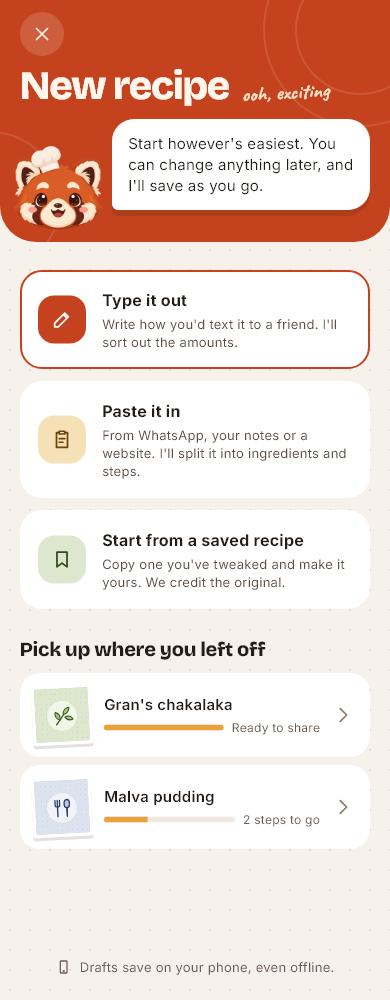 New recipe
ooh, exciting
Start however's easiest. You
can change anything later, and
I'll save as you go.
Type it out
Write how you'd text it to a friend. I'll
sort out the amounts.
Paste it in
From WhatsApp, your notes or a
website. I'll split it into ingredients and
steps.
Start from a saved recipe
Copy one you've tweaked and make it
yours. We credit the original.
Pick up where you left off
Gran's chakalaka
Ready to share
Malva pudding
2 steps to go
Drafts save on your phone, even offline.